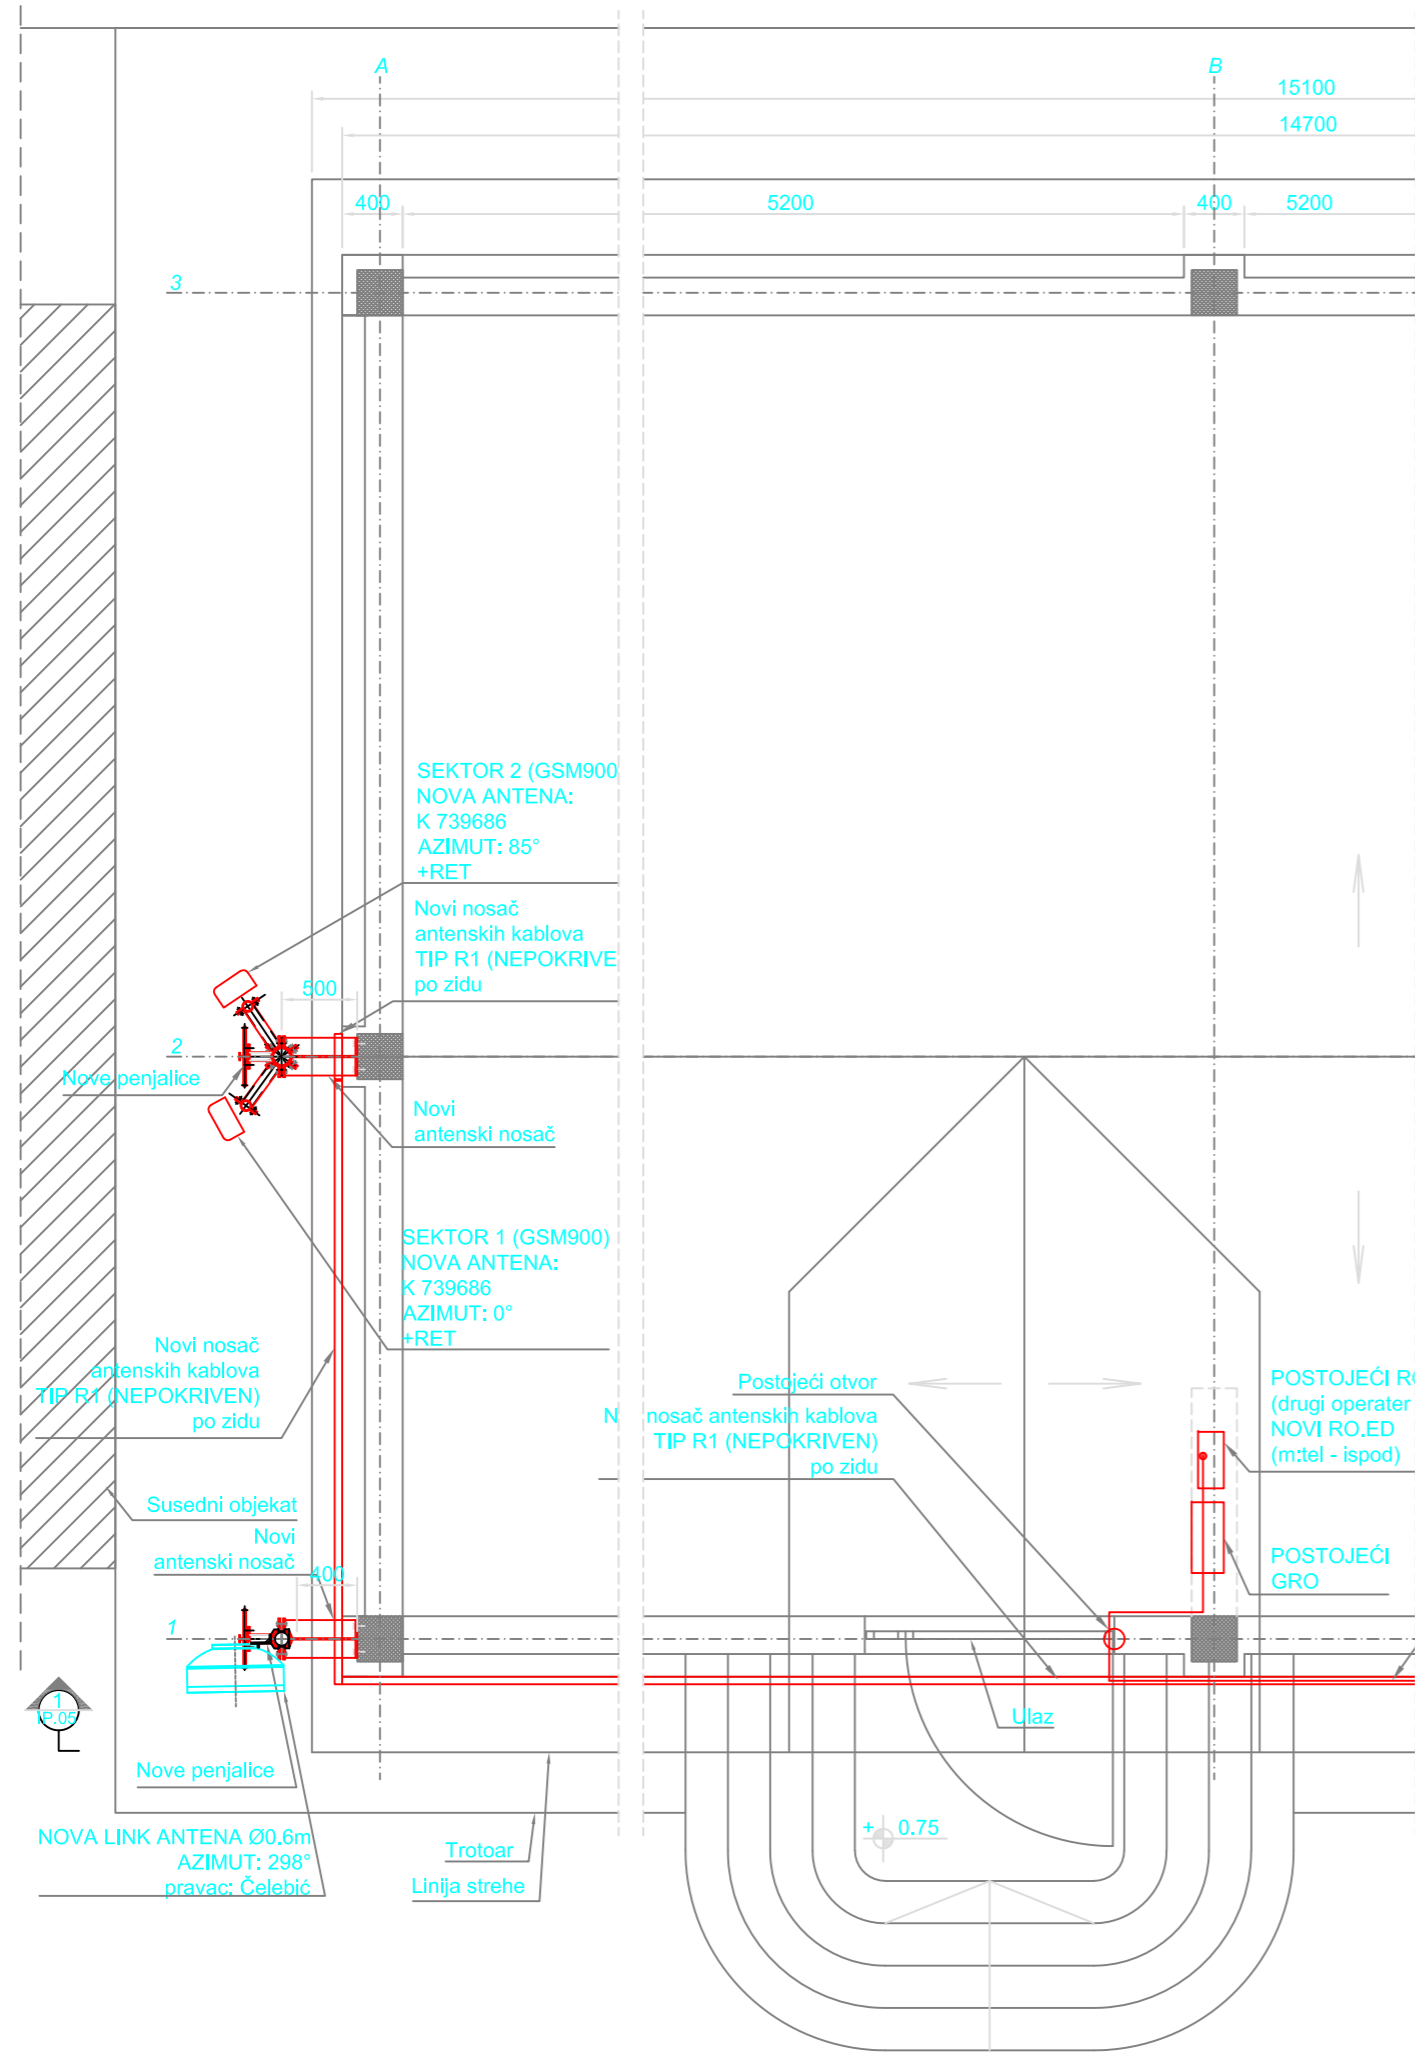 A
B
15100
14700
400
5200
400
5200
3
SEKTOR 2 (GSM900
NOVA ANTENA:
K 739686
AZIMUT: 85°
+RET
Novi nosač
antenskih kablova
TIP R1 (NEPOKRIVE
po zidu
500
2
Nove penjalice
Novi
antenski nosač
SEKTOR 1 (GSM900)
NOVA ANTENA:
K 739686
AZIMUT: 0°
+RET
Novi nosač
antenskih kablova
TIP R1 (NEPOKRIVEN)
po zidu
Postojeći otvor
N nosač antenskih kablova
TIP R1 (NEPOKRIVEN)
po zidu
POSTOJEĆI RO
(drugi operater
NOVI RO.ED
(m:tel - ispod)
Susedni objekat
Novi
antenski nosač
400
POSTOJEĆI
GRO
1
1
IP.05
Ulaz
Nove penjalice
NOVA LINK ANTENA Ø0.6m
AZIMUT: 298°
pravac: Čelebić
Trotoar
Linija strehe
+ 0.75